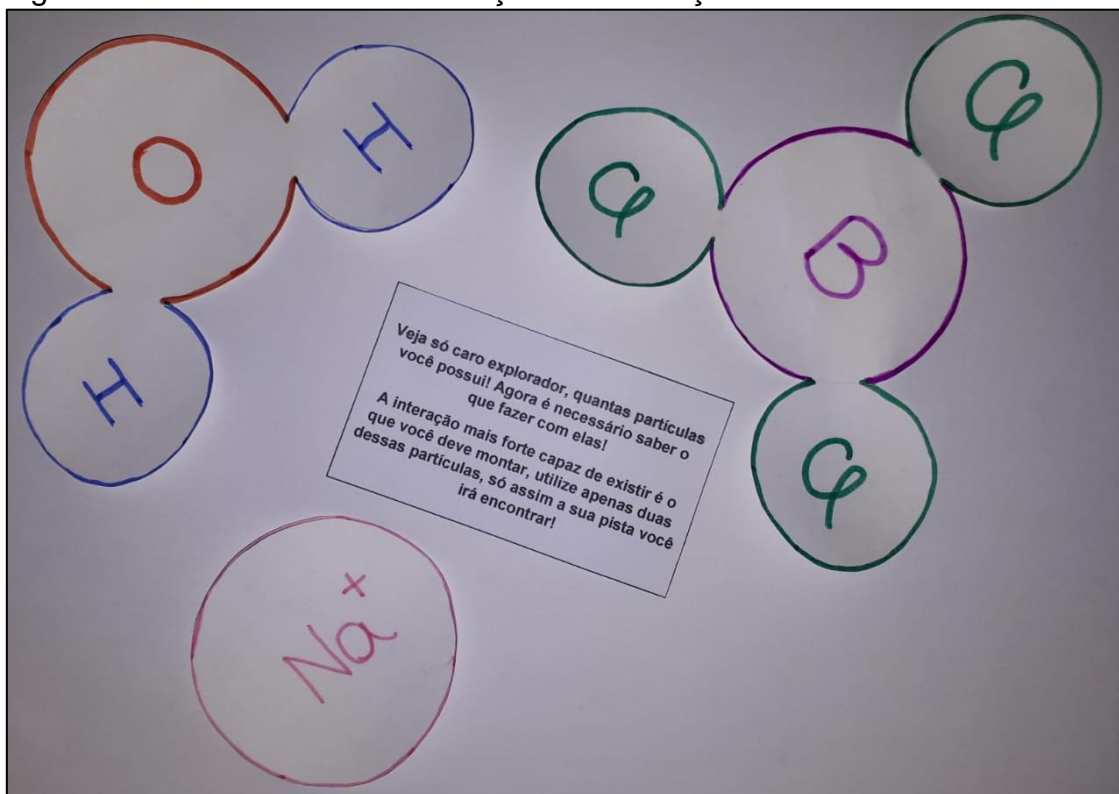 O
H
H
Cl
Cl
B
Cl
Veja só caro explorador, quantas partículas
você possui! Agora é necessário saber o
que fazer com elas!
A interação mais forte capaz de existir é o
que você deve montar, utilize apenas duas
dessas partículas, só assim a sua pista você
irá encontrar!
Na+